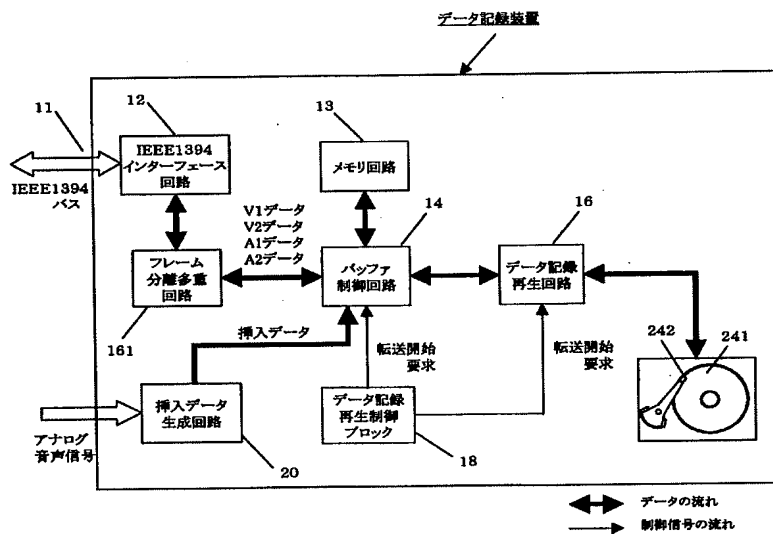 データ記録装置
11
12
13
IEEE1394
インターフェース
回路
メモリ回路
IEEE1394
バス
V1データ
V2データ
A1データ
A2データ
14
16
フレーム
分離多重
回路
バッファ
制御回路
データ記録
再生回路
161
挿入データ
転送開始
要求
転送開始
要求
242
241
挿入データ
生成回路
データ記録
再生制御
ブロック
アナログ
音声信号
20
18
データの流れ
制御信号の流れ